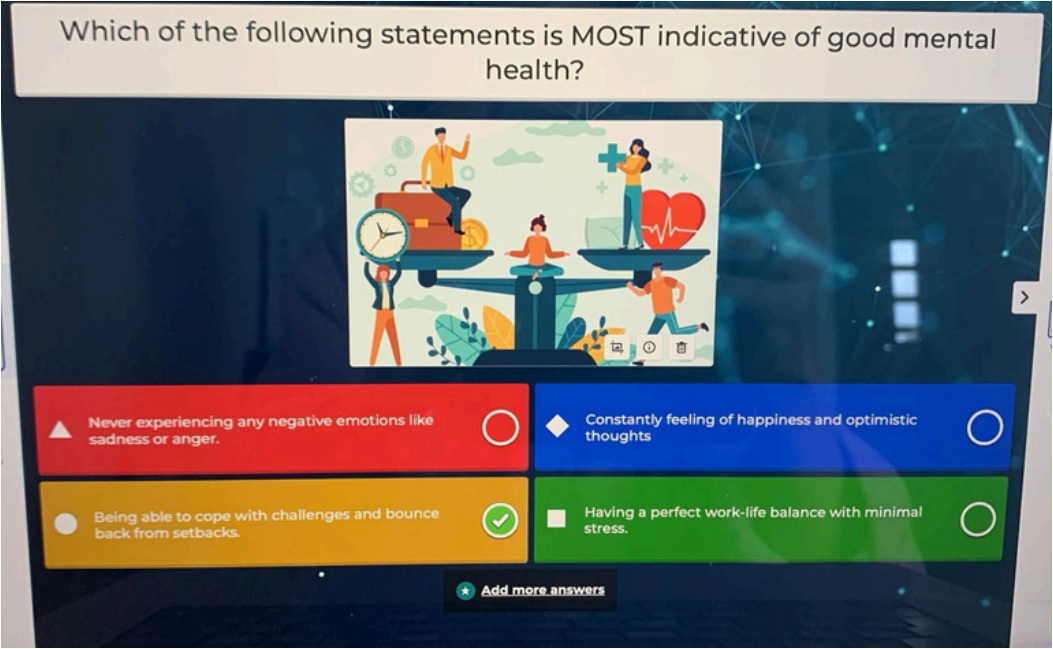 Which of the following statements is MOST indicative of good mental
health?
Never experiencing any negative emotions like
sadness or anger.
Constantly feeling of happiness and optimistic
thoughts
Being able to cope with challenges and bounce
back from setbacks.
Having a perfect work-life balance with minimal
stress.
Add more answers